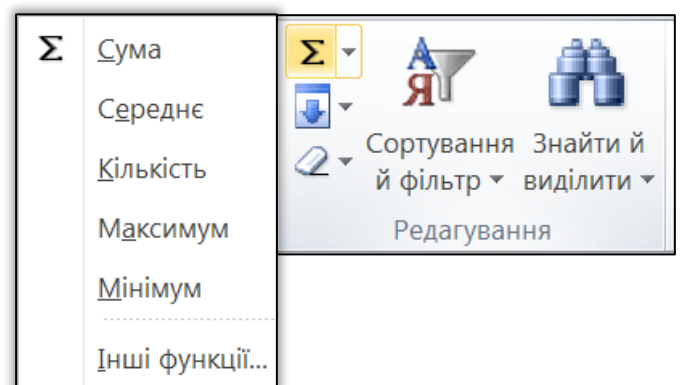 Σ Сума
Середнє
Кількість
Максимум
Мінімум
Інші функції...
Σ
А
Я
Сортування й фільтр
Знайти й виділити
Редагування